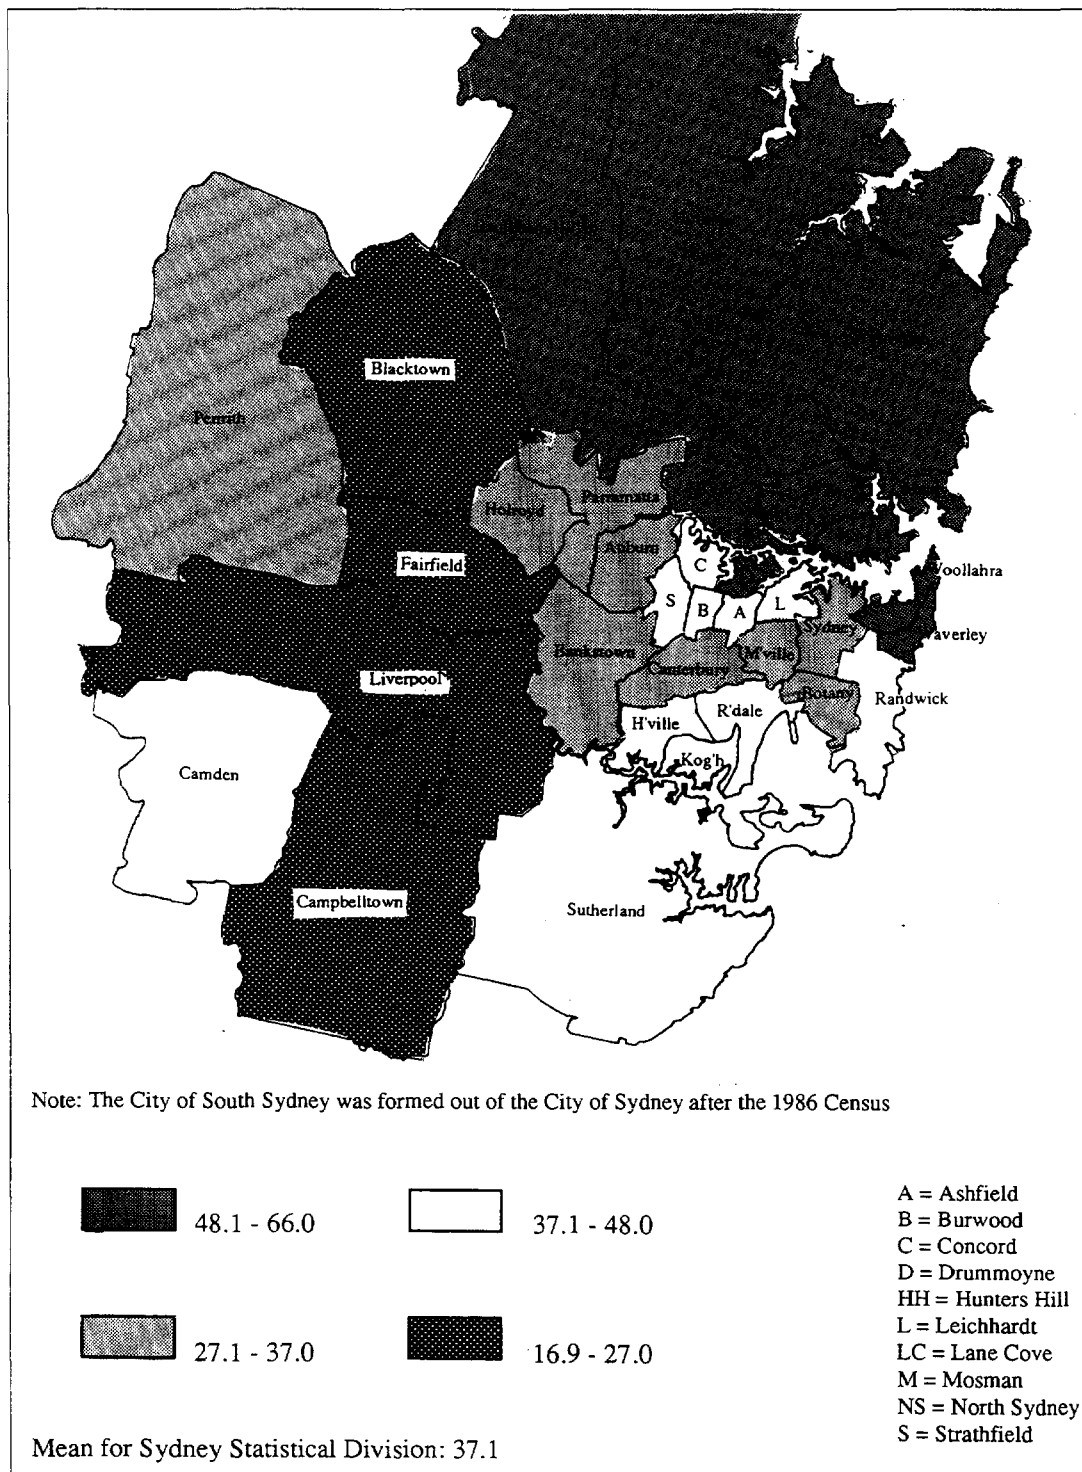 Blacktown
Penrith
Parramatta
Holroyd
Auburn
C
Fairfield
Woollahra
S
B
A
L
Sydney
Waverley
Bankstown
M'ville
Canterbury
Liverpool
Botany
Randwick
R'dale
H'ville
Kog'h
Camden
Campbelltown
Sutherland
Note: The City of South Sydney was formed out of the City of Sydney after the 1986 Census
48.1 - 66.0
37.1 - 48.0
27.1 - 37.0
16.9 - 27.0
A = Ashfield
B = Burwood
C = Concord
D = Drummoyne
HH = Hunters Hill
L = Leichhardt
LC = Lane Cove
M = Mosman
NS = North Sydney
S = Strathfield
Mean for Sydney Statistical Division: 37.1